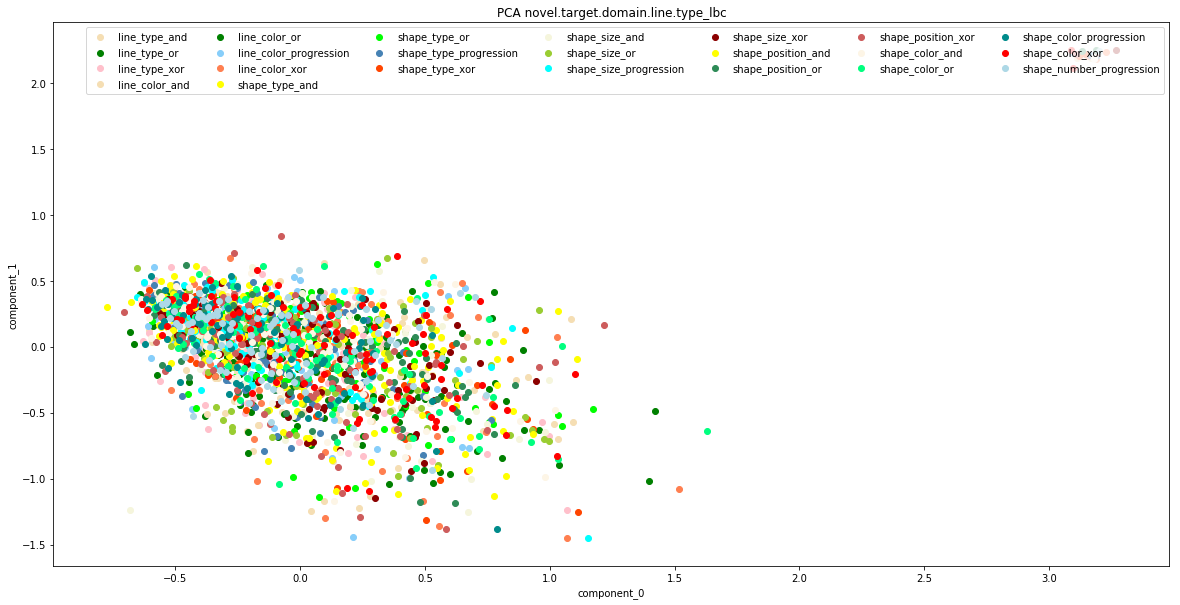 PCA novel.target.domain.line.type_lbc
line_type_and line_color_or shape_type_or shape_size_and shape_size_xor shape_position_xor shape_color_progression
line_type_or line_color_progression shape_type_progression shape_size_or shape_position_and shape_color_and shape_color_xor
line_type_xor line_color_xor shape_type_xor shape_size_progression shape_position_or shape_color_or shape_number_progression
line_color_and shape_type_and
2.0
1.5
1.0
0.5
0.0
−0.5
−1.0
−1.5
component_1
−0.5 0.0 0.5 1.0 1.5 2.0 2.5 3.0
component_0